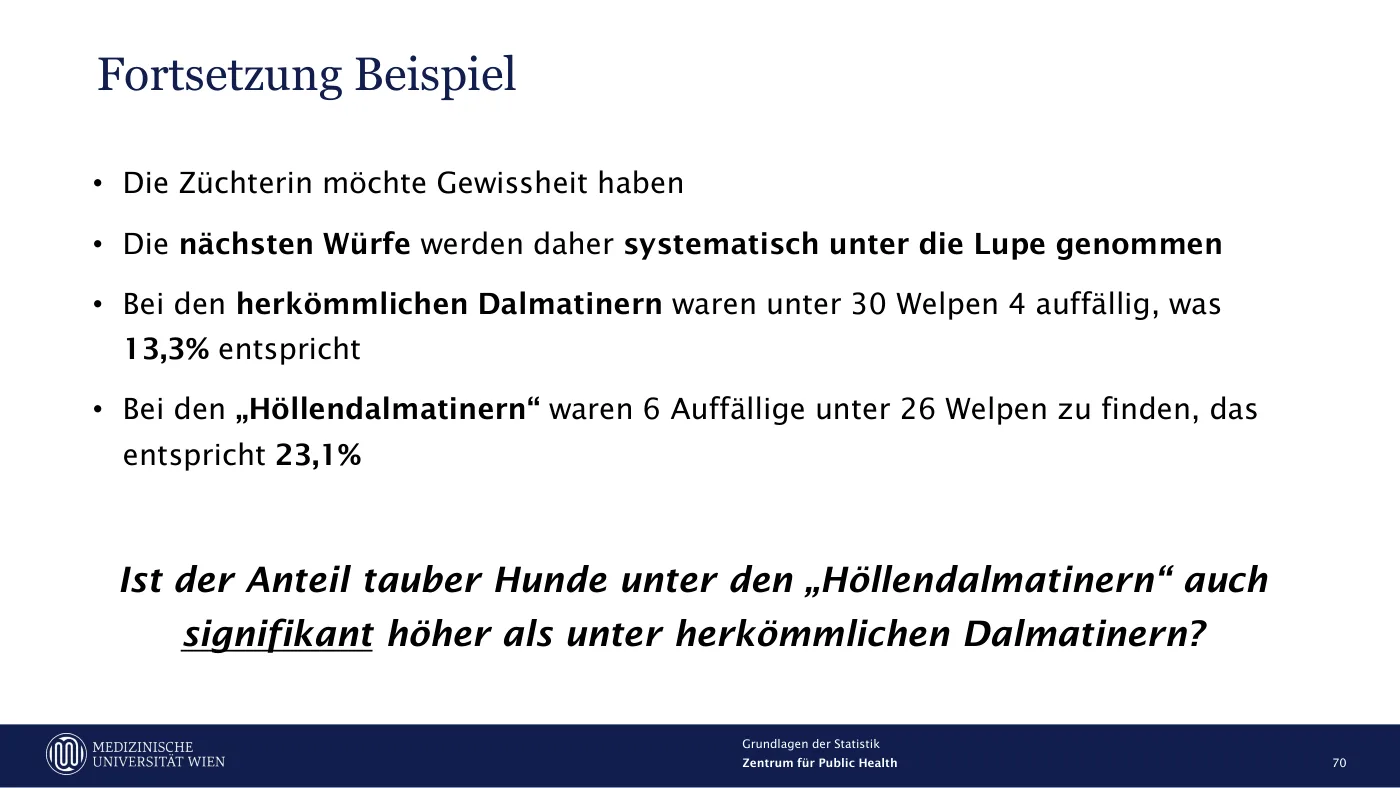 Fortsetzung Beispiel
• Die Züchterin möchte Gewissheit haben
• Die nächsten Würfe werden daher systematisch unter die Lupe genommen
• Bei den herkömmlichen Dalmatinern waren unter 30 Welpen 4 auffällig, was
13,3% entspricht
• Bei den „Höllendalmatinern“ waren 6 Auffällige unter 26 Welpen zu finden, das
entspricht 23,1%
Ist der Anteil tauber Hunde unter den „Höllendalmatinern“ auch
signifikant höher als unter herkömmlichen Dalmatinern?
MEDIZINISCHE
UNIVERSITÄT WIEN
Grundlagen der Statistik
Zentrum für Public Health
70